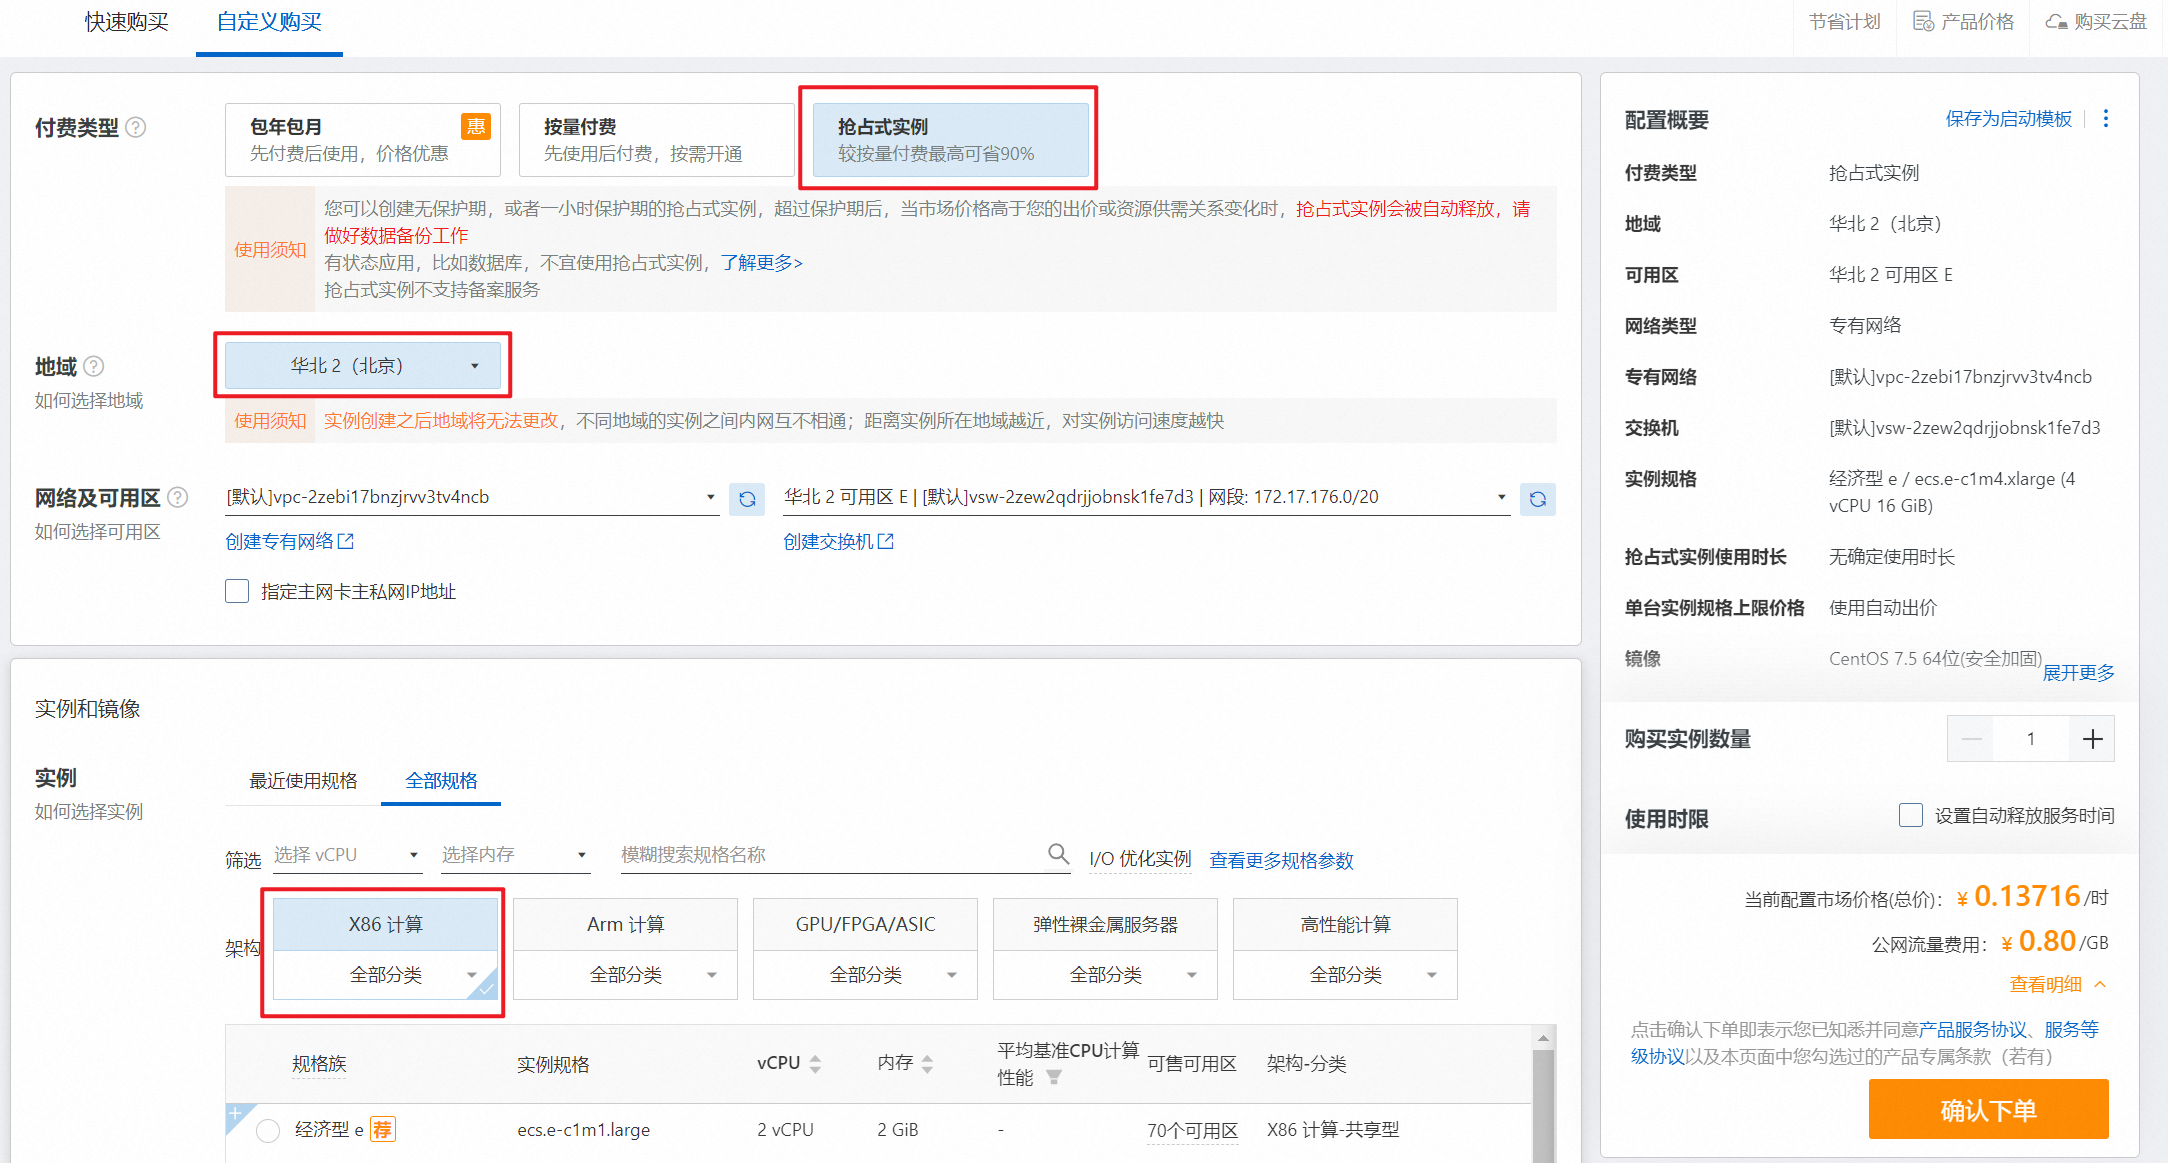 快速购买
自定义购买
节省计划
产品价格
购买云盘
付费类型
包年包月
惠
先付费后使用，价格优惠
按量付费
先使用后付费，按需开通
抢占式实例
较按量付费最高可省90%
使用须知
您可以创建无保护期，或者一小时保护期的抢占式实例，超过保护期后，当市场价格高于您的出价或资源供需关系变化时，抢占式实例会被自动释放，请
做好数据备份工作
有状态应用，比如数据库，不宜使用抢占式实例，了解更多>
抢占式实例不支持备案服务
地域
如何选择地域
华北 2（北京）
使用须知
实例创建之后地域将无法更改，不同地域的实例之间内网互不相通；距离实例所在地域越近，对实例访问速度越快
网络及可用区
如何选择可用区
[默认]vpc-2zebi17bnzjrvv3tv4ncb
华北 2 可用区 E | [默认]vsw-2zew2qdrjjobnsk1fe7d3 | 网段: 172.17.176.0/20
创建专有网络
创建交换机
指定主网卡主私网IP地址
实例和镜像
实例
如何选择实例
最近使用规格
全部规格
筛选
选择 vCPU
选择内存
模糊搜索规格名称
I/O 优化实例
查看更多规格参数
架构
X86 计算
全部分类
Arm 计算
全部分类
GPU/FPGA/ASIC
全部分类
弹性裸金属服务器
全部分类
高性能计算
全部分类
规格族
实例规格
vCPU
内存
平均基准CPU计算
性能
可售可用区
架构-分类
经济型 e
荐
ecs.e-c1m1.large
2 vCPU
2 GiB
-
70个可用区
X86 计算-共享型
配置概要
保存为启动模板
付费类型
抢占式实例
地域
华北 2（北京）
可用区
华北 2 可用区 E
网络类型
专有网络
专有网络
[默认]vpc-2zebi17bnzjrvv3tv4ncb
交换机
[默认]vsw-2zew2qdrjjobnsk1fe7d3
实例规格
经济型 e / ecs.e-c1m4.xlarge (4
vCPU 16 GiB)
抢占式实例使用时长
无确定使用时长
单台实例规格上限价格
使用自动出价
镜像
CentOS 7.5 64位(安全加固)
展开更多
购买实例数量
1
使用时限
设置自动释放服务时间
当前配置市场价格(总价)： ¥ 0.13716 /时
公网流量费用： ¥ 0.80 /GB
查看明细
点击确认下单即表示您已知悉并同意产品服务协议、服务等
级协议以及本页面中您勾选过的产品专属条款（若有）
确认下单